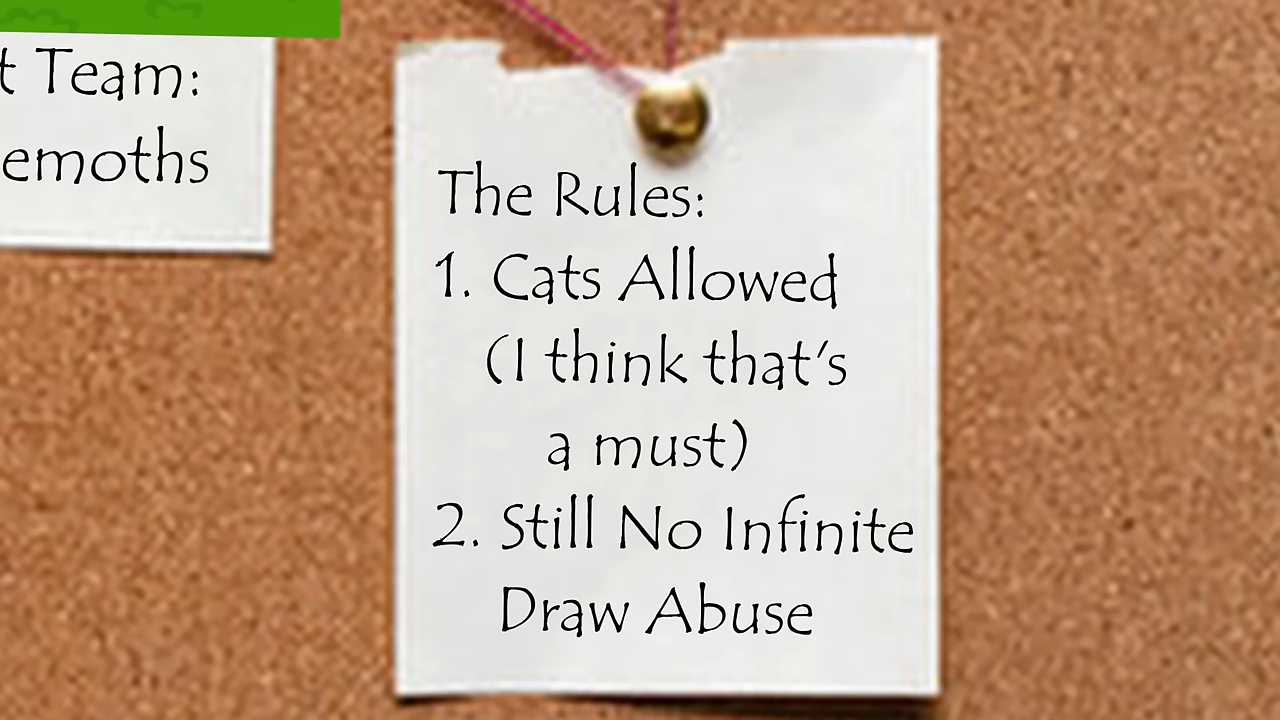 t Team:
emoths
The Rules:
1. Cats Allowed
(I think that's
a must)
2. Still No Infinite
Draw Abuse